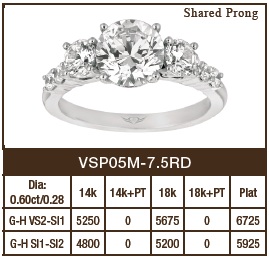 Shared Prong
VSP05M-7.5RD
Dia: 0.60ct/0.28 14k 14k+PT 18k 18k+PT Plat
G-H VS2-SI1 5250 0 5675 0 6725
G-H SI1-SI2 4800 0 5200 0 5925